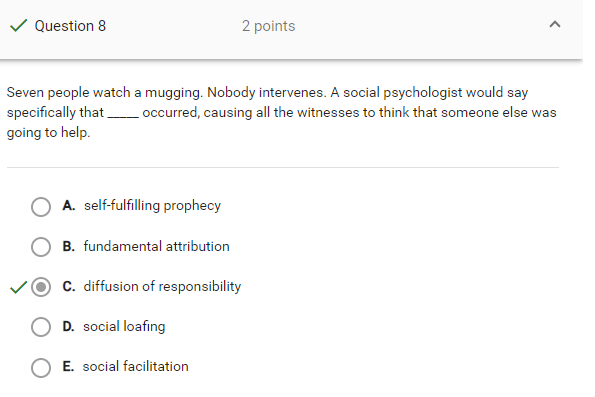 Question 8 2 points
Seven people watch a mugging. Nobody intervenes. A social psychologist would say
specifically that _____ occurred, causing all the witnesses to think that someone else was
going to help.
A. self-fulfilling prophecy
B. fundamental attribution
C. diffusion of responsibility
D. social loafing
E. social facilitation